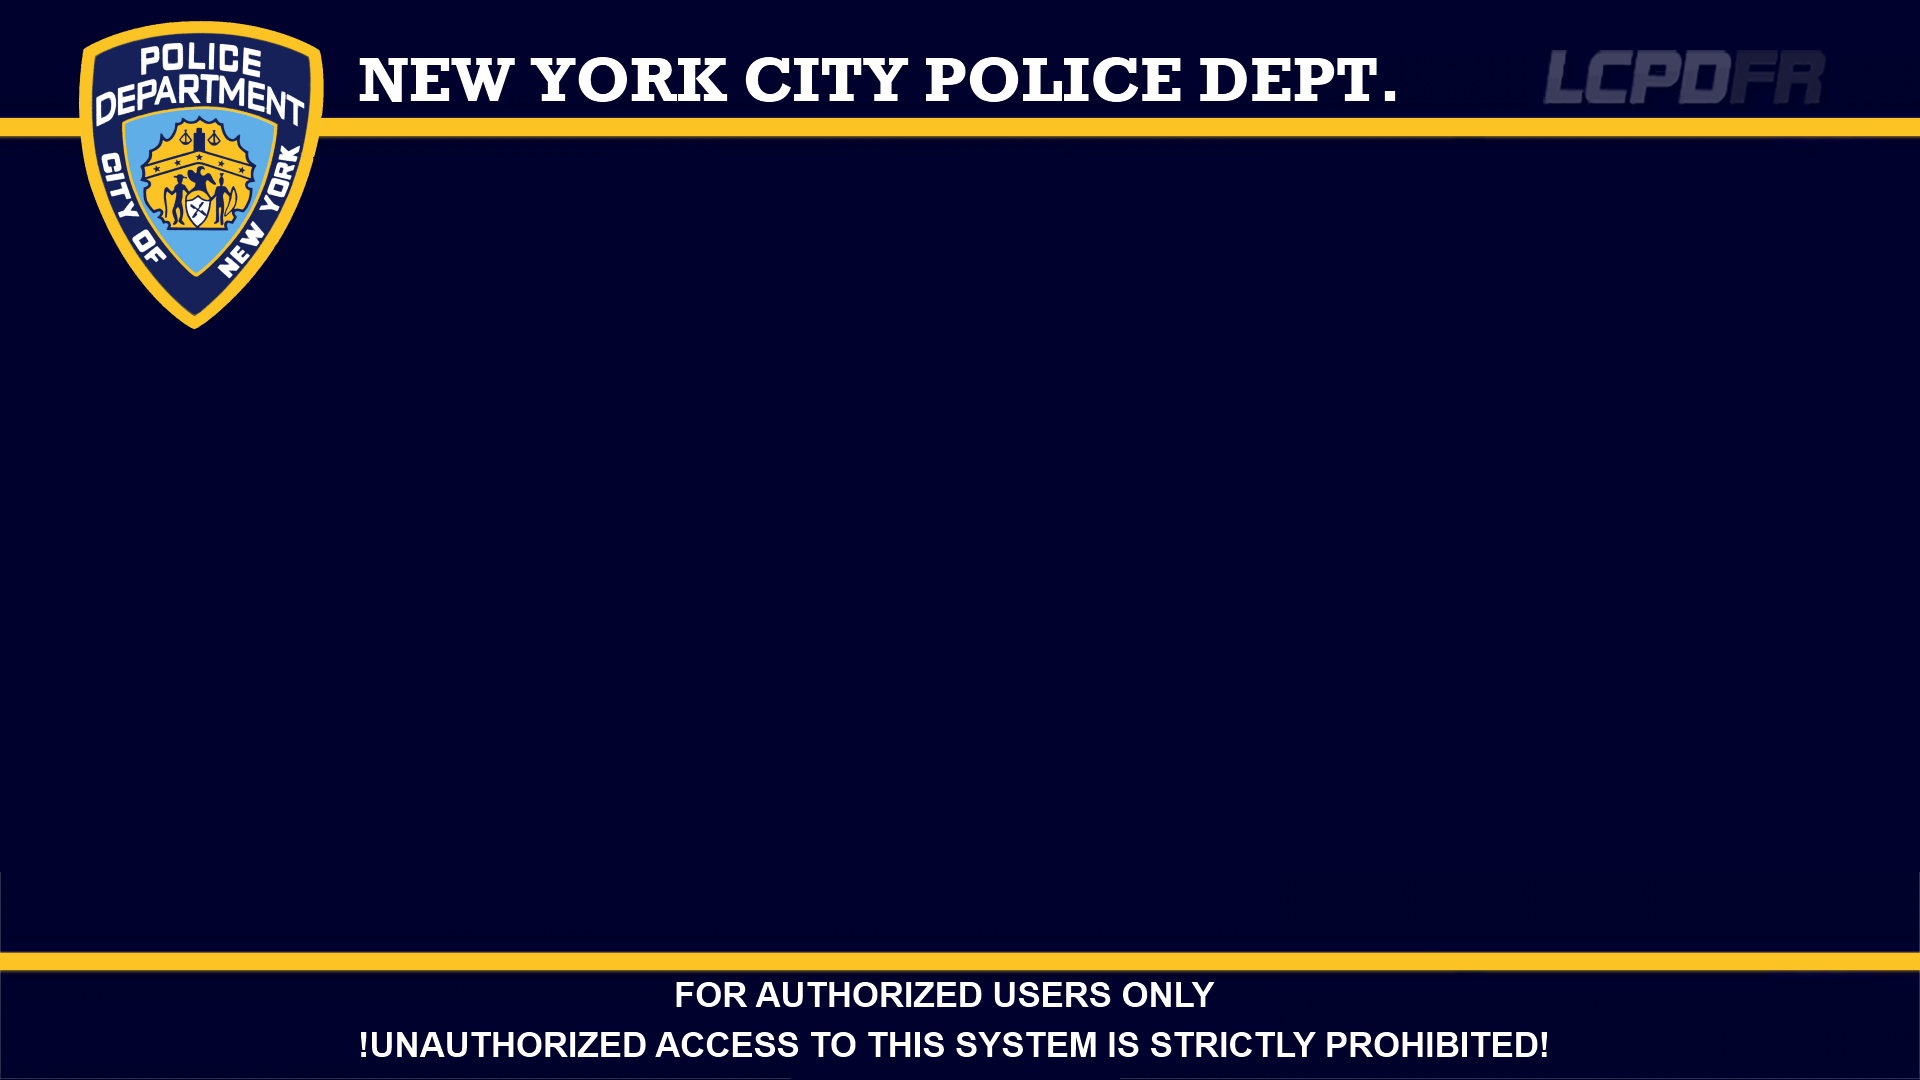 POLICE
DEPARTMENT
CITY OF
NEW YORK
NEW YORK CITY POLICE DEPT.
LCPDFR
FOR AUTHORIZED USERS ONLY
!UNAUTHORIZED ACCESS TO THIS SYSTEM IS STRICTLY PROHIBITED!